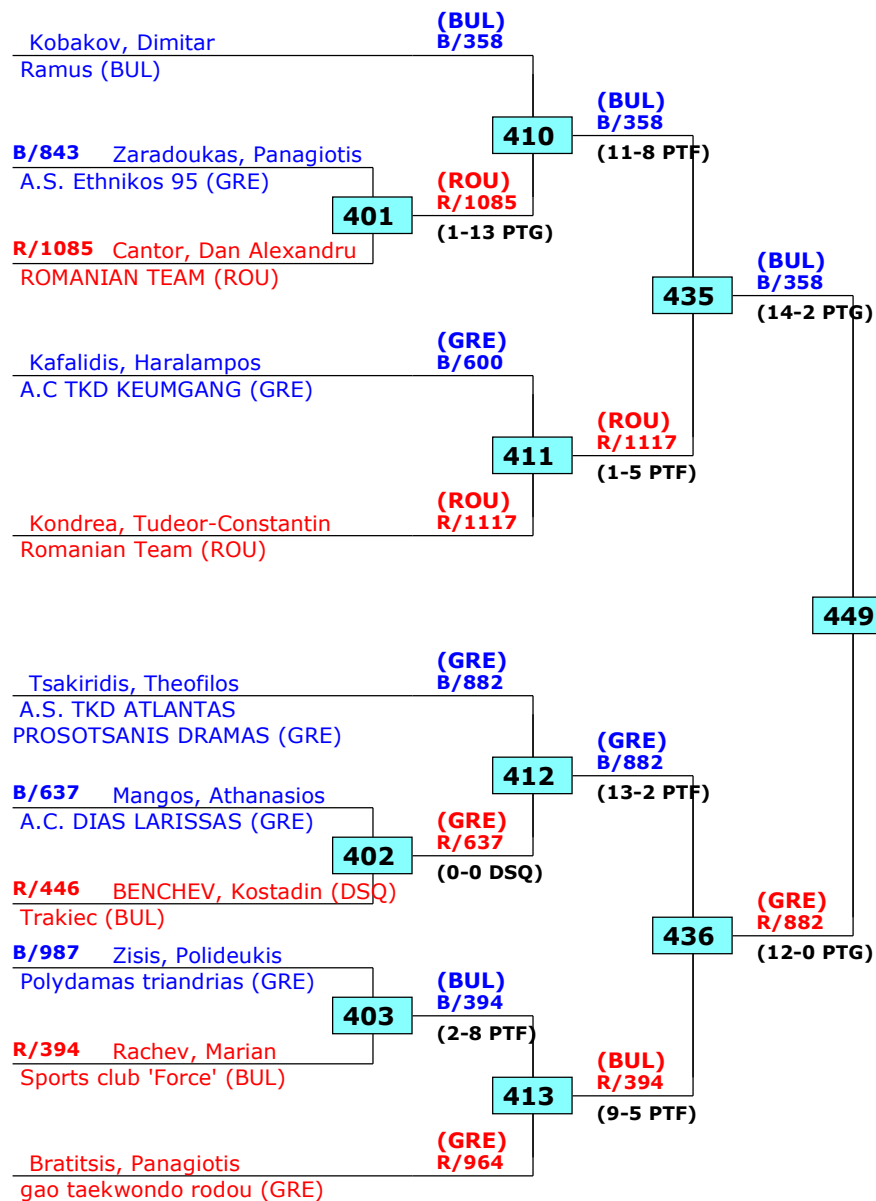 (BUL)
Kobakov, Dimitar
B/358
Ramus (BUL)
(BUL)
410
B/358
(11-8 PTF)
B/843 Zaradoukas, Panagiotis
A.S. Ethnikos 95 (GRE)
(ROU)
401
R/1085
(1-13 PTG)
R/1085 Cantor, Dan Alexandru
ROMANIAN TEAM (ROU)
(BUL)
435
B/358
(14-2 PTG)
(GRE)
Kafalidis, Haralampos
B/600
A.C TKD KEUMGANG (GRE)
(ROU)
411
R/1117
(1-5 PTF)
(ROU)
Kondrea, Tudeor-Constantin
R/1117
Romanian Team (ROU)
449
(GRE)
Tsakiridis, Theofilos
B/882
A.S. TKD ATLANTAS
PROSOTSANIS DRAMAS (GRE)
(GRE)
412
B/882
(13-2 PTF)
B/637 Mangos, Athanasios
A.C. DIAS LARISSAS (GRE)
(GRE)
402
R/637
(0-0 DSQ)
R/446 BENCHEV, Kostadin (DSQ)
Trakiec (BUL)
(GRE)
436
R/882
(12-0 PTG)
B/987 Zisis, Polideukis
Polydamas triandrias (GRE)
(BUL)
403
B/394
(2-8 PTF)
R/394 Rachev, Marian
Sports club 'Force' (BUL)
(BUL)
413
R/394
(9-5 PTF)
(GRE)
Bratitsis, Panagiotis
R/964
gao taekwondo rodou (GRE)